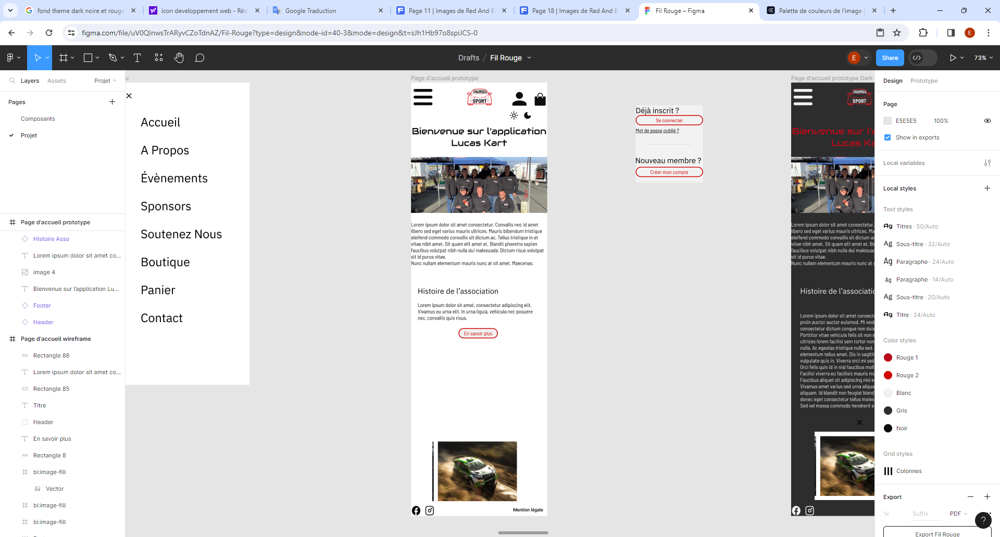 fond theme dark noire et rouge
icon developpement web - Rés
Google Traduction
Page 11 | Images de Red And B
Page 18 | Images de Red And B
Fil Rouge – Figma
Palette de couleurs de l'image |
figma.com/file/uV0QlnwsTrARyvCZoTdnAZ/Fil-Rouge?type=design&node-id=40-3&mode=design&t=sJh1Hb97o8spiJCS-0
E
Drafts / Fil Rouge
E
Share
73%
Layers
Assets
Projet
Pages
Composants
Projet
Page d'accueil prototype
Histoire Asso
Lorem ipsum dolor sit amet co...
image 4
Bienvenue sur l'application Lu...
Footer
Header
Page d'accueil wireframe
Rectangle 88
Lorem ipsum dolor sit amet co...
Rectangle 85
Titre
Header
En savoir plus
Rectangle 8
bi:image-fill
Vector
bi:image-fill
bi:image-fill
u
Accueil
A Propos
Évènements
Sponsors
Soutenez Nous
Boutique
Panier
Contact
Page d'accueil prototype
TAUROU
SPORT
Bienvenue sur l'application
Lucas Kart
Lorem ipsum dolor sit amet consectetur. Convallis nec id amet
libero sed eget varius mauris ultrices. Mauris bibendum tristique
eleifend commodo convallis sit dictum ac. Tellus tristique in et
vitae nibh amet. Sit quam elit amet et. Blandit pharetra sapien
faucibus volutpat nibh nulla dui malesuada. Dictum risus volutpat
sit id purus vitae.
Nunc nullam elementum mauris nunc at sit amet. Maecenas.
Histoire de l'association
Lorem ipsum dolor sit amet, consectetur adipiscing elit.
Vivamus eu urna elit. In urna ligula, vehicula nec posuere
nec, convallis quis risus.
En savoir plus
Mention légale
Déjà inscrit ?
Se connecter
Mot de passe oublié ?
Nouveau membre ?
Créer mon compte
Page d'accueil prototype Dark
TAUROU
SPORT
Bienvenue sur l'a
Lucas Ka
Lorem ipsum dolor sit amet consectetur.
libero sed eget varius mauris ultrices. Ma
eleifend commodo convallis sit dictum ac
vitae nibh amet. Sit quam elit amet et. Bla
faucibus volutpat nibh nulla dui malesuad
sit id purus vitae.
Nunc nullam elementum mauris nunc at s
Histoire de l'associatio
Lorem ipsum dolor sit amet consecte
proin auctor auctor euismod. Mi vest
consectetur dictum congue non duis
Porttitor vitae vehicula felis sit non e
ultrices lorem facilisi sem tortor non
nulla. Ac egestas tristique nulla sed.
elementum tellus amet. Dis in sagitti
vulputate quis in. Viverra orci mi sed
Orci felis quis id in nisl faucibus moll
Facilisi viverra eu facilisis mauris mo
Faucibus aliquet sit adipiscing nisl e
Vivamus amet varius sed urna aliqua
aliquam. Id blandit non feugiat bland
donec eget consectetur tellus males
Sed vel massa commodo hendrerit e
Design
Prototype
Page
E5E5E5
100%
Show in exports
Local variables
Local styles
Text styles
Ag Titres · 50/Auto
Ag Sous-titre · 32/Auto
Ag Paragraphe · 24/Auto
Ag Paragraphe · 14/Auto
Ag Sous-titre · 20/Auto
Ag Titre · 24/Auto
Color styles
Rouge 1
Rouge 2
Blanc
Gris
Noir
Grid styles
Colonnes
Export
1x
Suffix
PDF
?
Export Fil Rouge